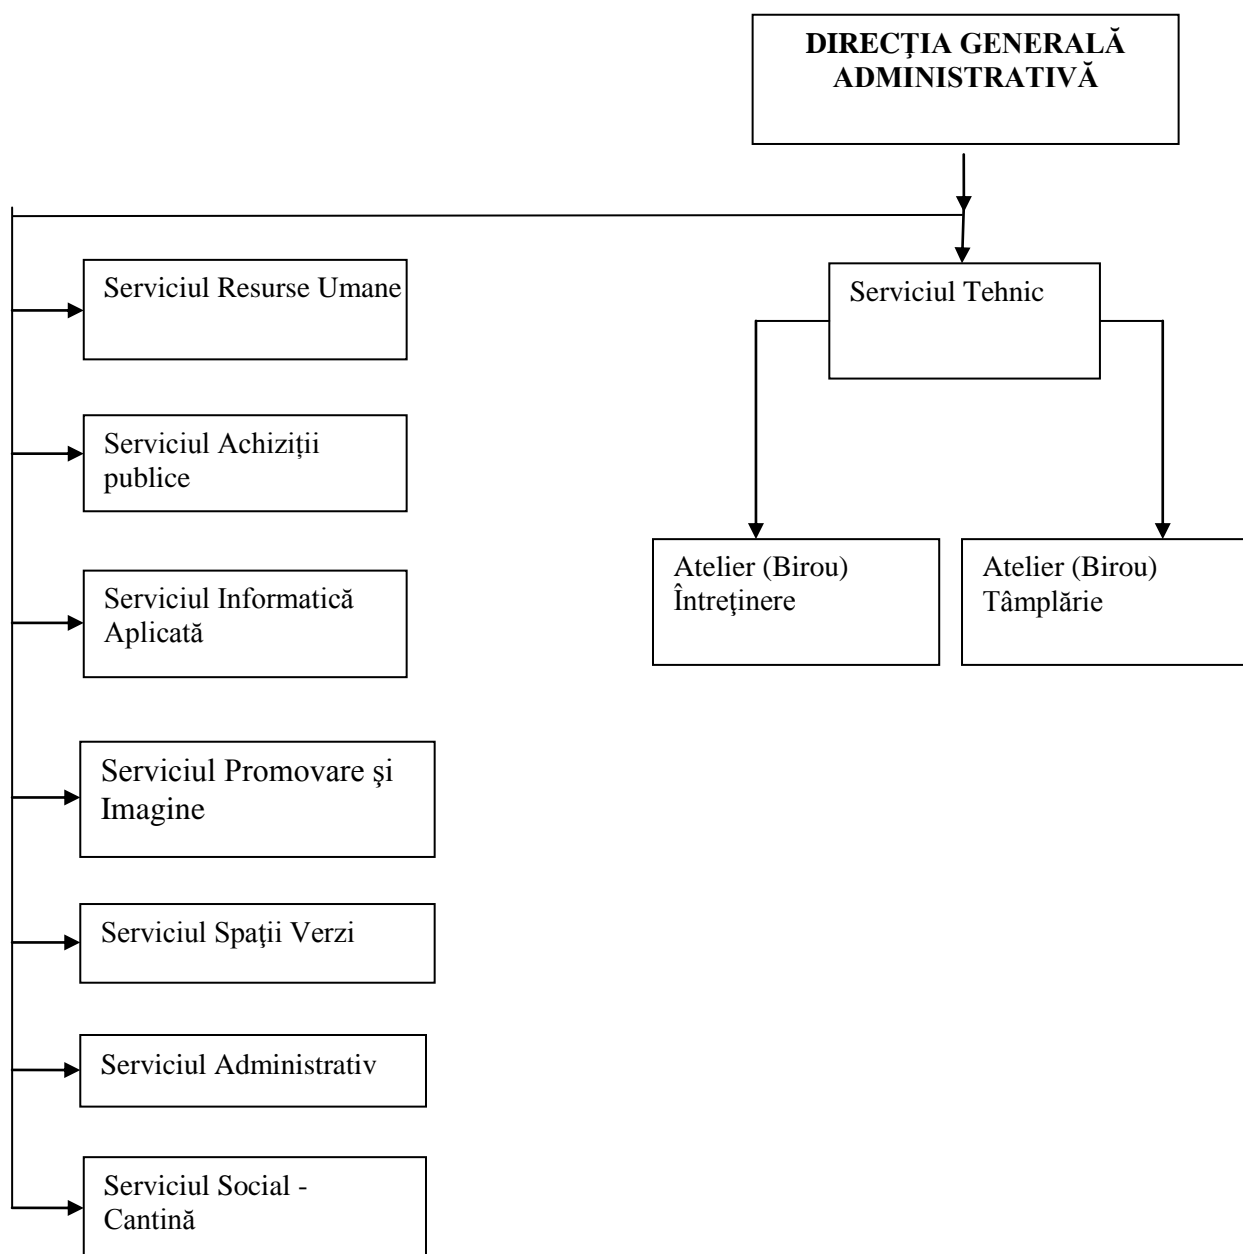 DIRECŢIA GENERALĂ
ADMINISTRATIVĂ
Serviciul Resurse Umane
Serviciul Tehnic
Serviciul Achiziții
publice
Atelier (Birou)
Întreţinere
Atelier (Birou)
Tâmplărie
Serviciul Informatică
Aplicată
Serviciul Promovare şi
Imagine
Serviciul Spaţii Verzi
Serviciul Administrativ
Serviciul Social -
Cantină